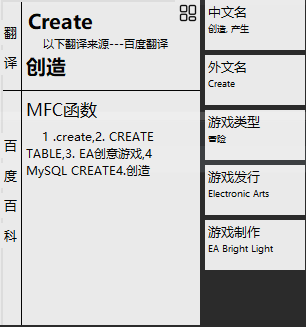 翻译
Create
以下翻译来源---百度翻译
创造
百度百科
MFC函数
1 .create,2. CREATE
TABLE,3. EA创意游戏,4
MySQL CREATE4.创造
中文名
创造, 产生
外文名
Create
游戏类型
冒险
游戏发行
Electronic Arts
游戏制作
EA Bright Light